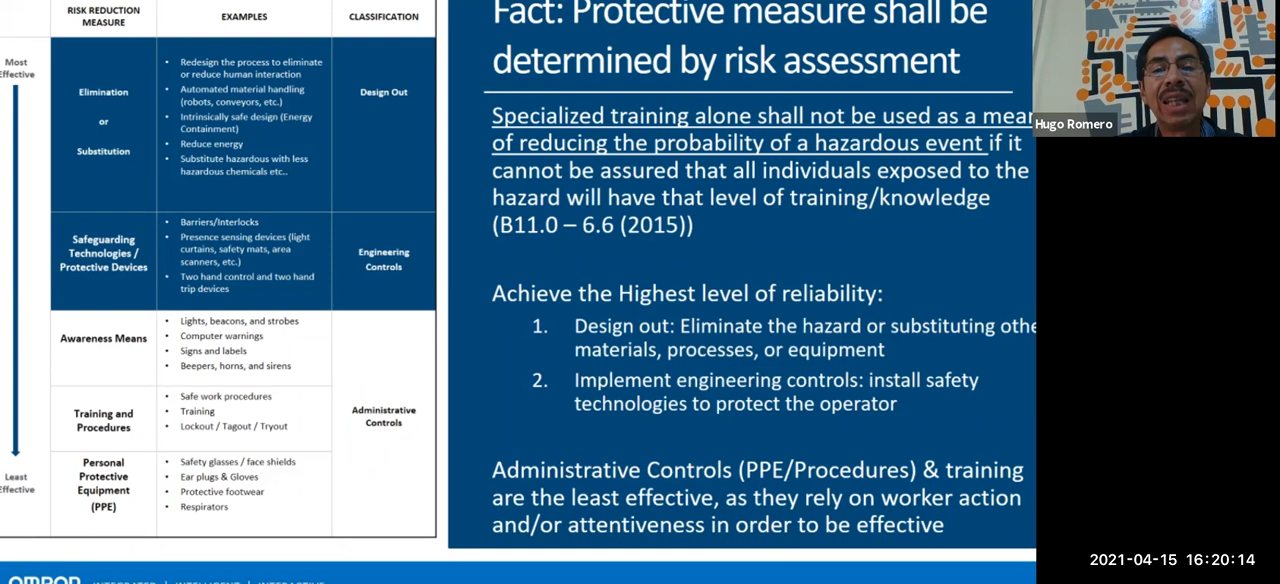 RISK REDUCTION
MEASURE
EXAMPLES
CLASSIFICATION
Most
Effective
Elimination
or
Substitution
• Redesign the process to eliminate
or reduce human interaction
• Automated material handling
(robots, conveyors, etc.)
• Intrinsically safe design (Energy
Containment)
• Reduce energy
• Substitute hazardous with less
hazardous chemicals etc..
Design Out
Safeguarding
Technologies /
Protective Devices
• Barriers/Interlocks
• Presence sensing devices (light
curtains, safety mats, area
scanners, etc.)
• Two hand control and two hand
trip devices
Engineering
Controls
Awareness Means
• Lights, beacons, and strobes
• Computer warnings
• Signs and labels
• Beepers, horns, and sirens
Training and
Procedures
• Safe work procedures
• Training
• Lockout / Tagout / Tryout
Administrative
Controls
Least
Effective
Personal
Protective
Equipment
(PPE)
• Safety glasses / face shields
• Ear plugs & Gloves
• Protective footwear
• Respirators
Fact: Protective measure shall be
determined by risk assessment
Specialized training alone shall not be used as a mea
of reducing the probability of a hazardous event if it
cannot be assured that all individuals exposed to the
hazard will have that level of training/knowledge
(B11.0 – 6.6 (2015))
Achieve the Highest level of reliability:
1. Design out: Eliminate the hazard or substituting othe
materials, processes, or equipment
2. Implement engineering controls: install safety
technologies to protect the operator
Administrative Controls (PPE/Procedures) & training
are the least effective, as they rely on worker action
and/or attentiveness in order to be effective
Hugo Romero
OMRON INTEGRATED | INTELLIGENT | INTERACTIVE
2021-04-15 16:20:14